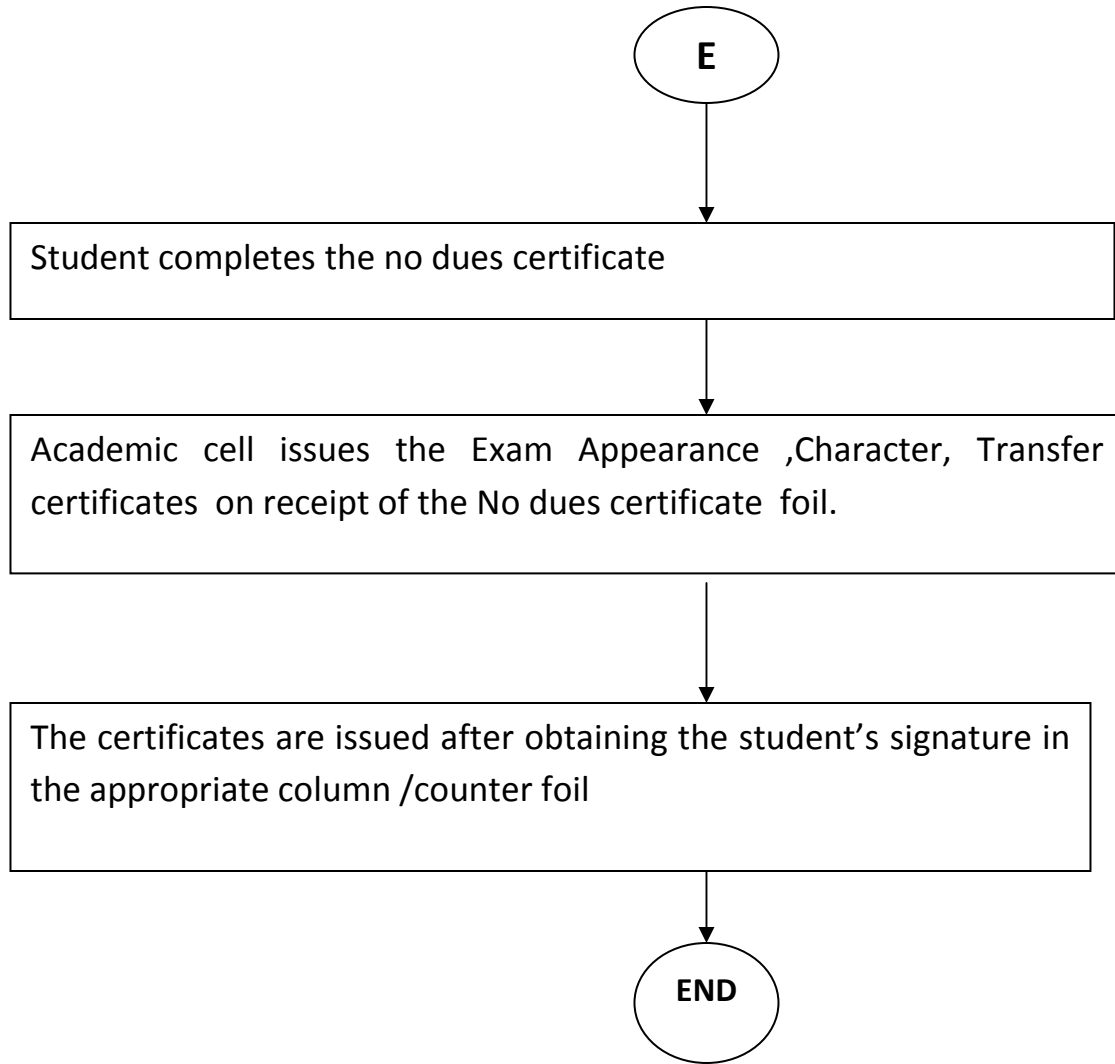 E
Student completes the no dues certificate
Academic cell issues the Exam Appearance ,Character, Transfer
certificates on receipt of the No dues certificate foil.
The certificates are issued after obtaining the student’s signature in
the appropriate column /counter foil
END